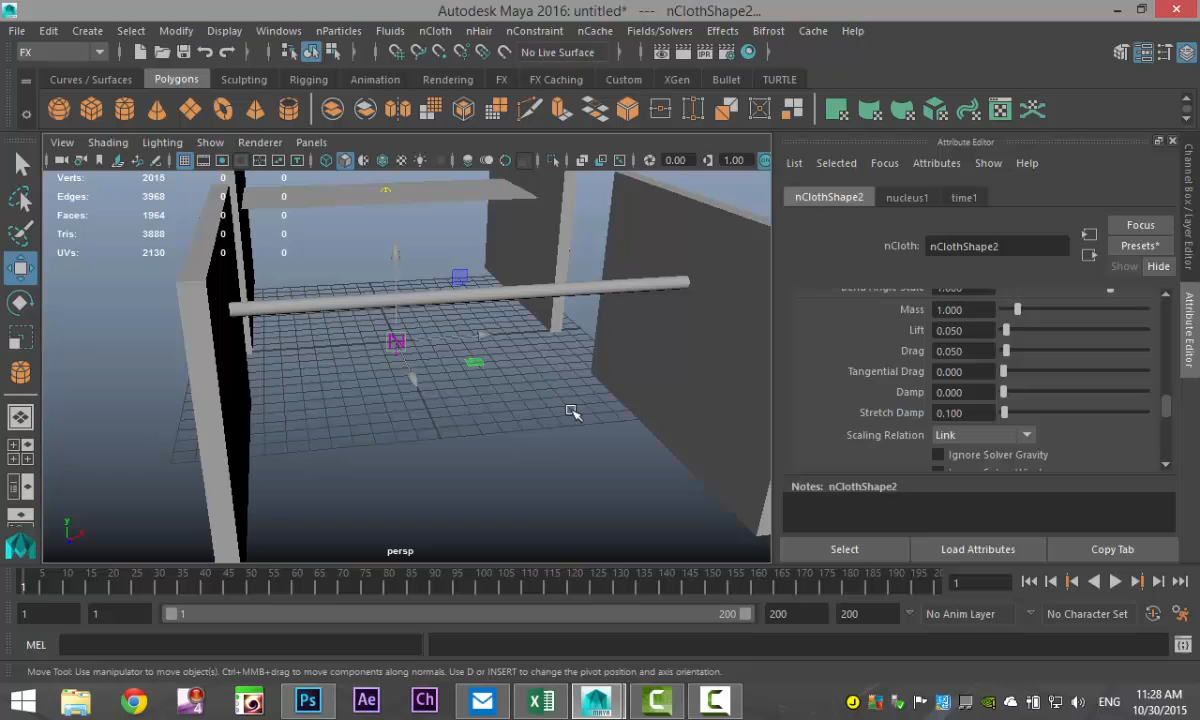 Autodesk Maya 2016: untitled* --- nClothShape2...
File Edit Create Select Modify Display Windows nParticles Fluids nCloth nHair nConstraint nCache Fields/Solvers Effects Bifrost Cache Help
FX No Live Surface
Curves / Surfaces Polygons Sculpting Rigging Animation Rendering FX FX Caching Custom XGen Bullet TURTLE
View Shading Lighting Show Renderer Panels
0.00 1.00
Verts: 2015 0 0
Edges: 3968 0 0
Faces: 1964 0 0
Tris: 3888 0 0
UVs: 2130 0 0
N
y
x
persp
Attribute Editor
List Selected Focus Attributes Show Help
nClothShape2 nucleus1 time1
Focus
nCloth: nClothShape2 Presets*
Show Hide
Mass 1.000
Lift 0.050
Drag 0.050
Tangential Drag 0.000
Damp 0.000
Stretch Damp 0.100
Scaling Relation Link
Ignore Solver Gravity
Notes: nClothShape2
Select Load Attributes Copy Tab
Channel Box / Layer Editor
Attribute Editor
1 5 10 15 20 25 30 35 40 45 50 55 60 65 70 75 80 85 90 95 100 105 110 115 120 125 130 135 140 145 150 155 160 165 170 175 180 185 190 195 1
1 1 1 200 200 200 No Anim Layer No Character Set
MEL
Move Tool: Use manipulator to move object(s). Ctrl+MMB+drag to move components along normals. Use D or INSERT to change the pivot position and axis orientation.
Ps Ae Ch MAYA ENG 11:28 AM
10/30/2015